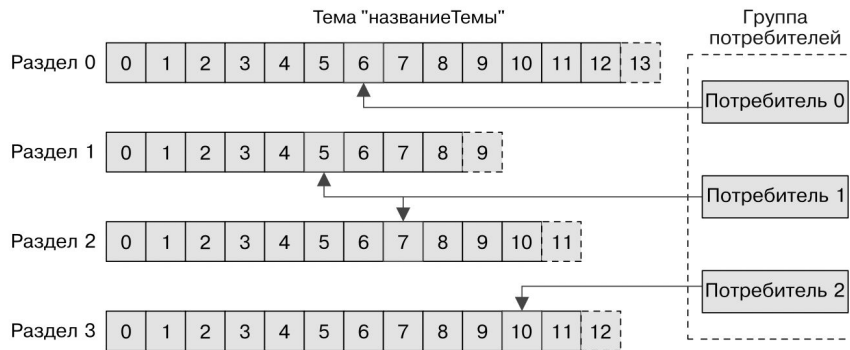 Тема "названиеТемы"
Группа
потребителей
Раздел 0 0 1 2 3 4 5 6 7 8 9 10 11 12 13
Потребитель 0
Раздел 1 0 1 2 3 4 5 6 7 8 9
Потребитель 1
Раздел 2 0 1 2 3 4 5 6 7 8 9 10 11
Потребитель 2
Раздел 3 0 1 2 3 4 5 6 7 8 9 10 11 12